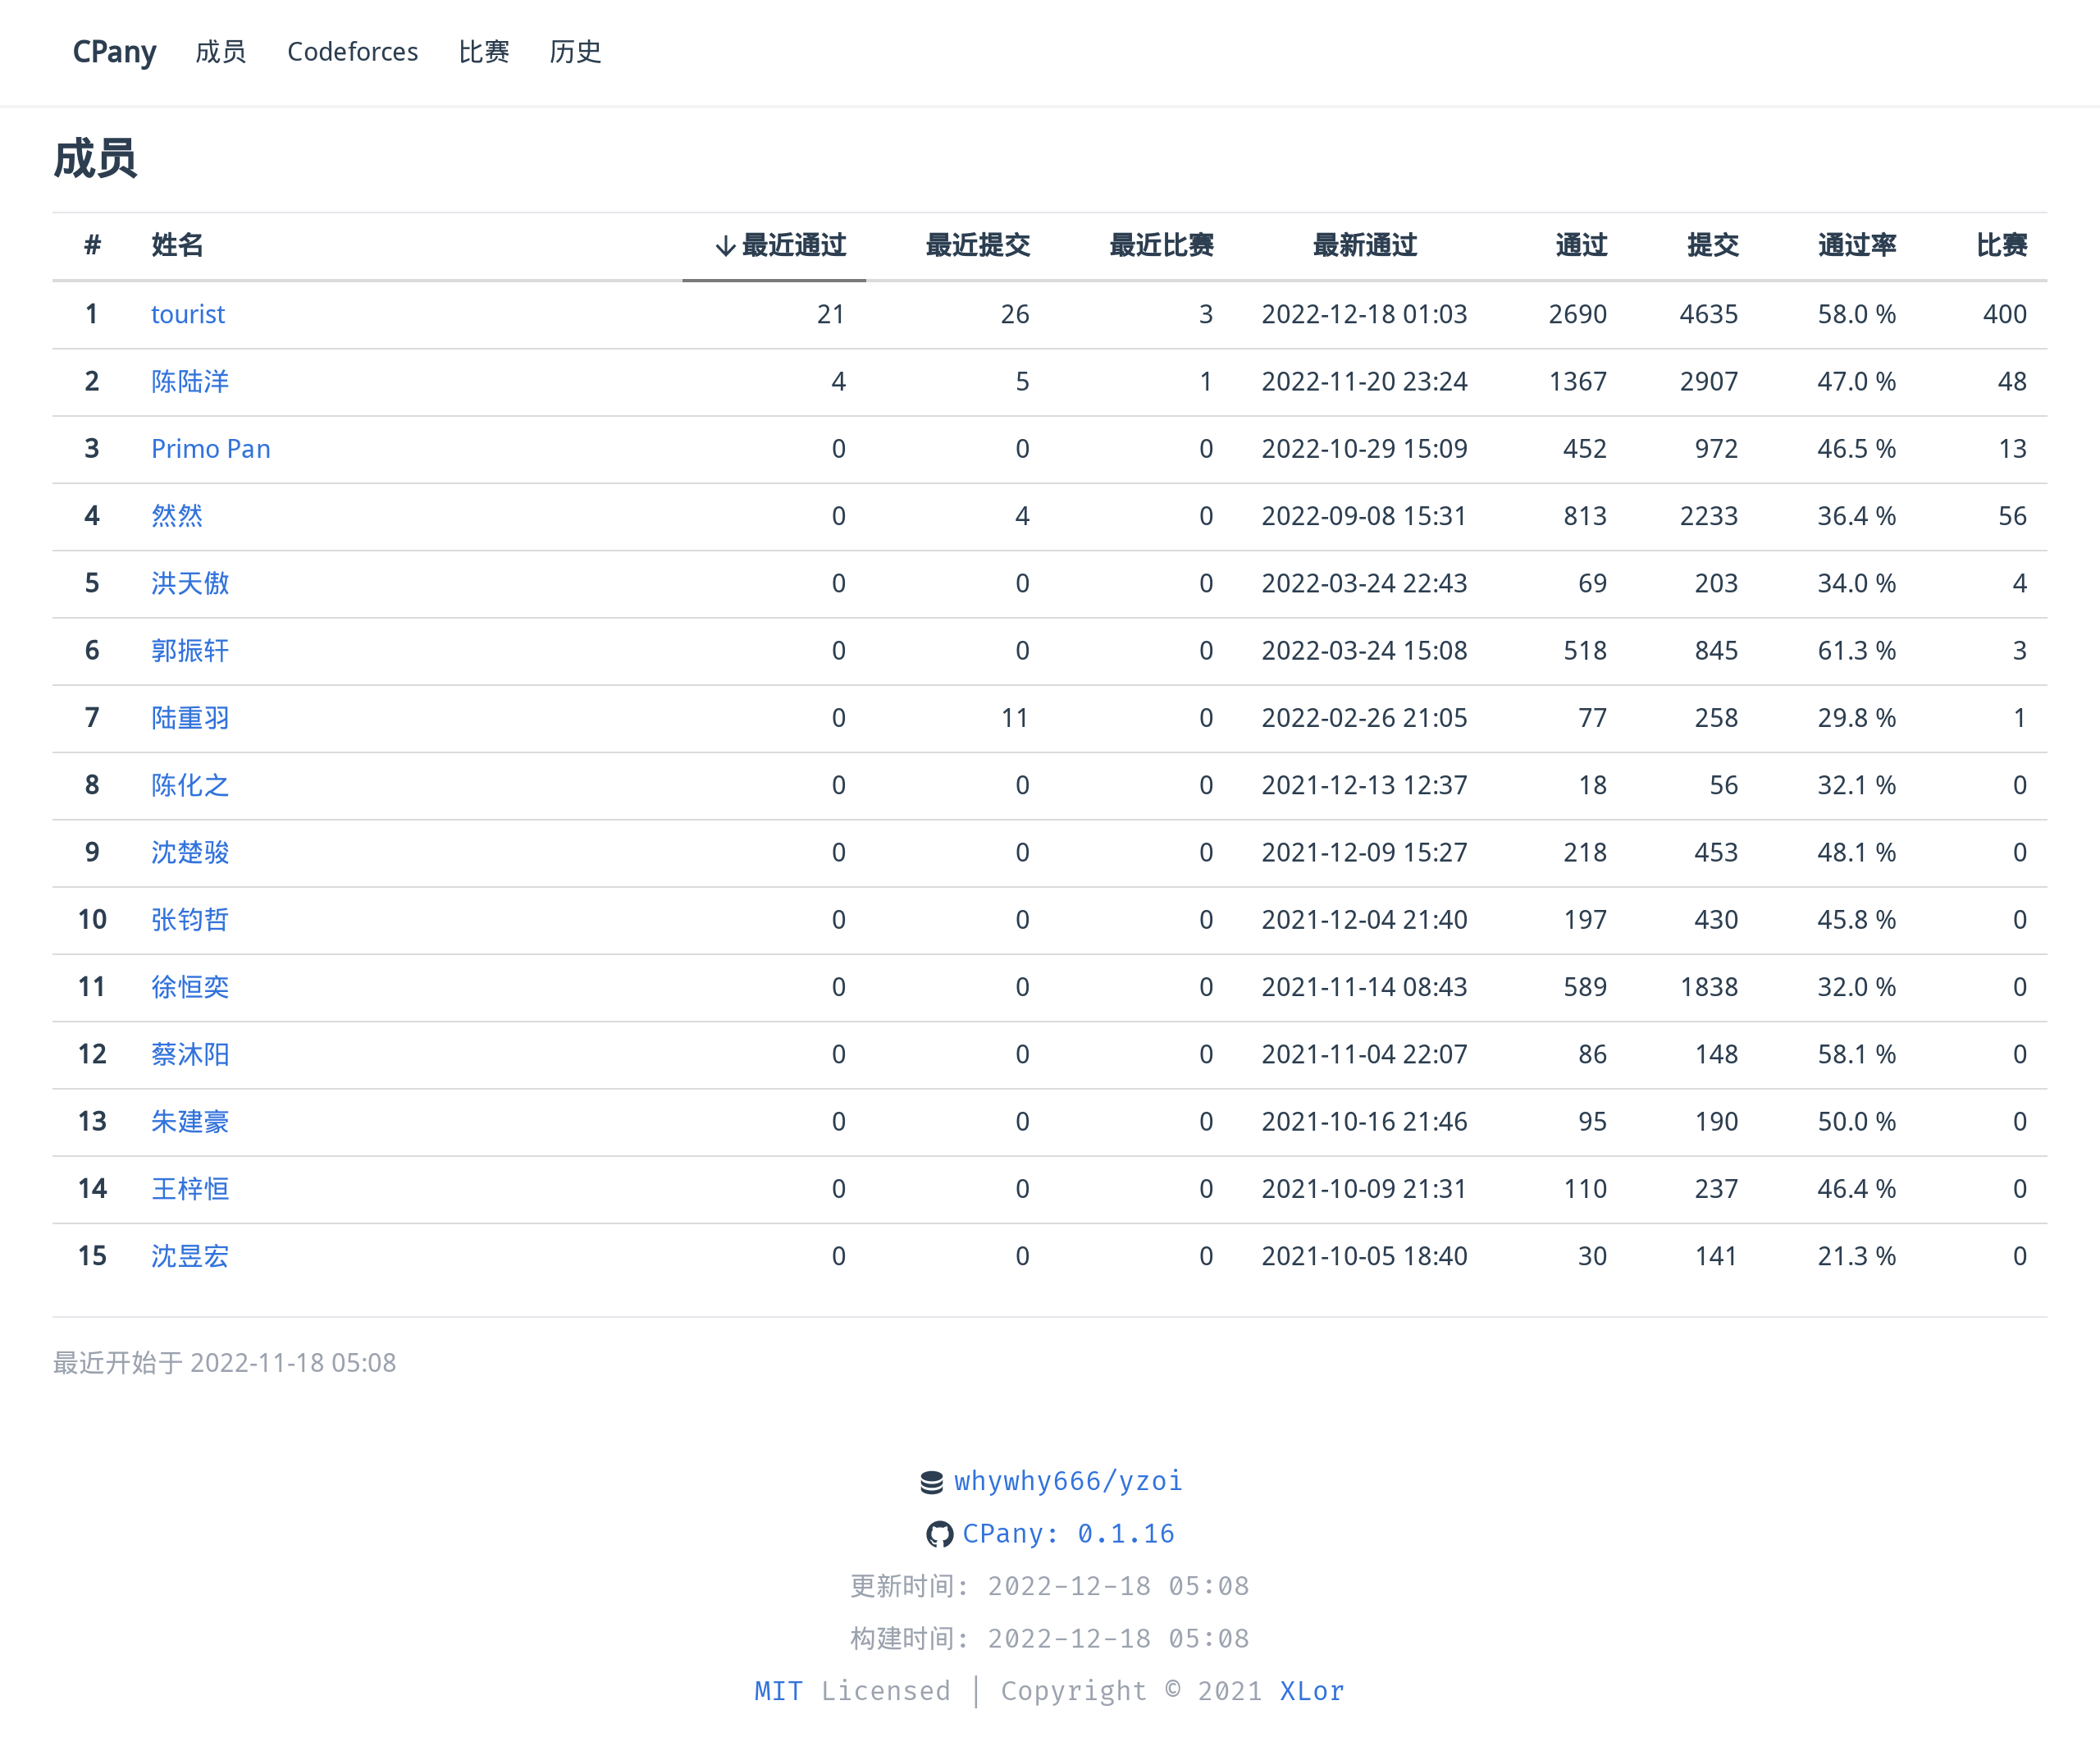 CPany 成员 Codeforces 比赛 历史
成员
# 姓名 ↓最近通过 最近提交 最近比赛 最新通过 通过 提交 通过率 比赛
1 tourist 21 26 3 2022-12-18 01:03 2690 4635 58.0 % 400
2 陈陆洋 4 5 1 2022-11-20 23:24 1367 2907 47.0 % 48
3 Primo Pan 0 0 0 2022-10-29 15:09 452 972 46.5 % 13
4 然然 0 4 0 2022-09-08 15:31 813 2233 36.4 % 56
5 洪天傲 0 0 0 2022-03-24 22:43 69 203 34.0 % 4
6 郭振轩 0 0 0 2022-03-24 15:08 518 845 61.3 % 3
7 陆重羽 0 11 0 2022-02-26 21:05 77 258 29.8 % 1
8 陈化之 0 0 0 2021-12-13 12:37 18 56 32.1 % 0
9 沈楚骏 0 0 0 2021-12-09 15:27 218 453 48.1 % 0
10 张钧哲 0 0 0 2021-12-04 21:40 197 430 45.8 % 0
11 徐恒奕 0 0 0 2021-11-14 08:43 589 1838 32.0 % 0
12 蔡沐阳 0 0 0 2021-11-04 22:07 86 148 58.1 % 0
13 朱建豪 0 0 0 2021-10-16 21:46 95 190 50.0 % 0
14 王梓恒 0 0 0 2021-10-09 21:31 110 237 46.4 % 0
15 沈昱宏 0 0 0 2021-10-05 18:40 30 141 21.3 % 0
最近开始于 2022-11-18 05:08
whywhy666/yzoi
CPany: 0.1.16
更新时间: 2022-12-18 05:08
构建时间: 2022-12-18 05:08
MIT Licensed | Copyright © 2021 XLor